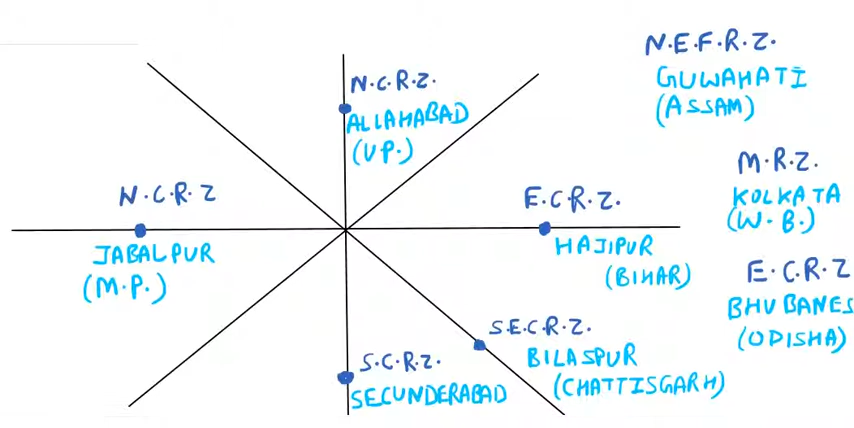 N.E.F.R.Z.
GUWAHATI
(ASSAM)
N.C.R.Z.
ALLAHABAD
(U.P.)
M.R.Z.
KOLKATA
(W.B.)
N.C.R.Z
JABALPUR
(M.P.)
E.C.R.Z.
HAJIPUR
(BIHAR)
E.C.R.Z
BHUBANES
(ODISHA)
S.E.C.R.Z.
BILASPUR
(CHATTISGARH)
S.C.R.Z.
SECUNDERABAD